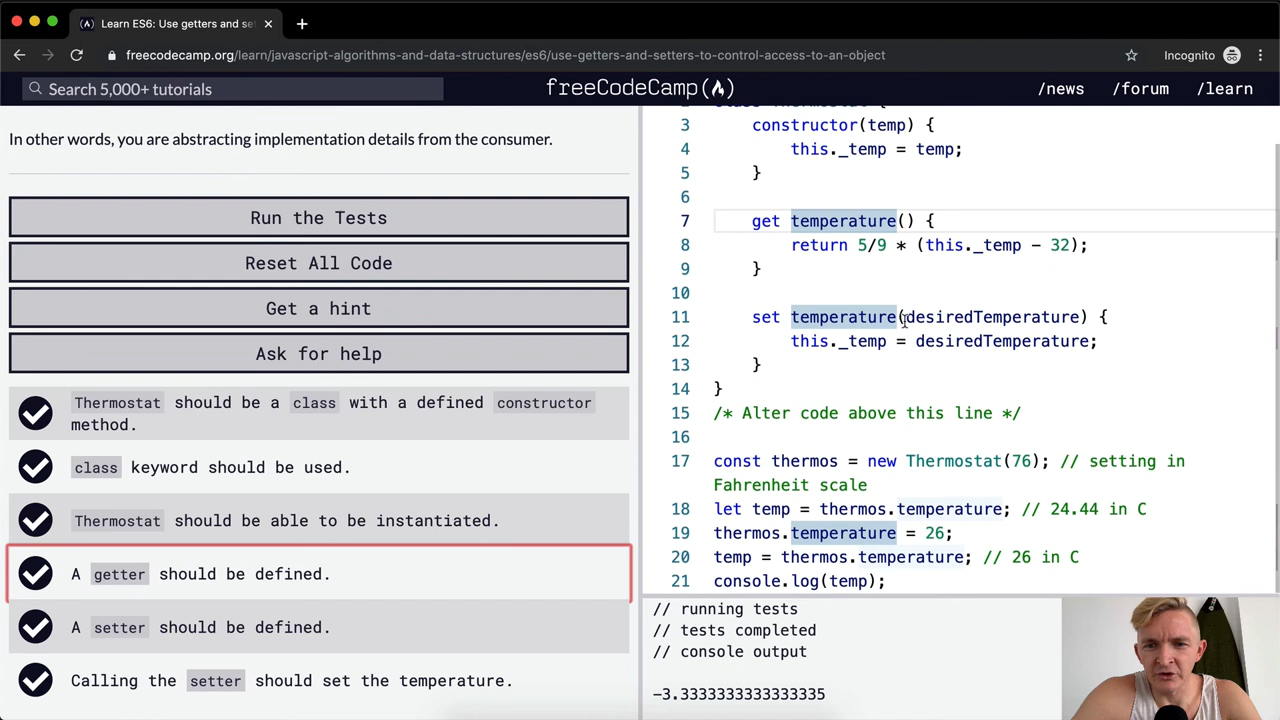 Learn ES6: Use getters and set
freecodecamp.org/learn/javascript-algorithms-and-data-structures/es6/use-getters-and-setters-to-control-access-to-an-object
Incognito
Search 5,000+ tutorials
freeCodeCamp
/news
/forum
/learn
In other words, you are abstracting implementation details from the consumer.
Run the Tests
Reset All Code
Get a hint
Ask for help
Thermostat should be a class with a defined constructor
method.
class keyword should be used.
Thermostat should be able to be instantiated.
A getter should be defined.
A setter should be defined.
Calling the setter should set the temperature.
2 class Thermostat {
3 constructor(temp) {
4 this._temp = temp;
5 }
6
7 get temperature() {
8 return 5/9 * (this._temp - 32);
9 }
10
11 set temperature(desiredTemperature) {
12 this._temp = desiredTemperature;
13 }
14 }
15 /* Alter code above this line */
16
17 const thermos = new Thermostat(76); // setting in
Fahrenheit scale
18 let temp = thermos.temperature; // 24.44 in C
19 thermos.temperature = 26;
20 temp = thermos.temperature; // 26 in C
21 console.log(temp);
// running tests
// tests completed
// console output
-3.3333333333333335